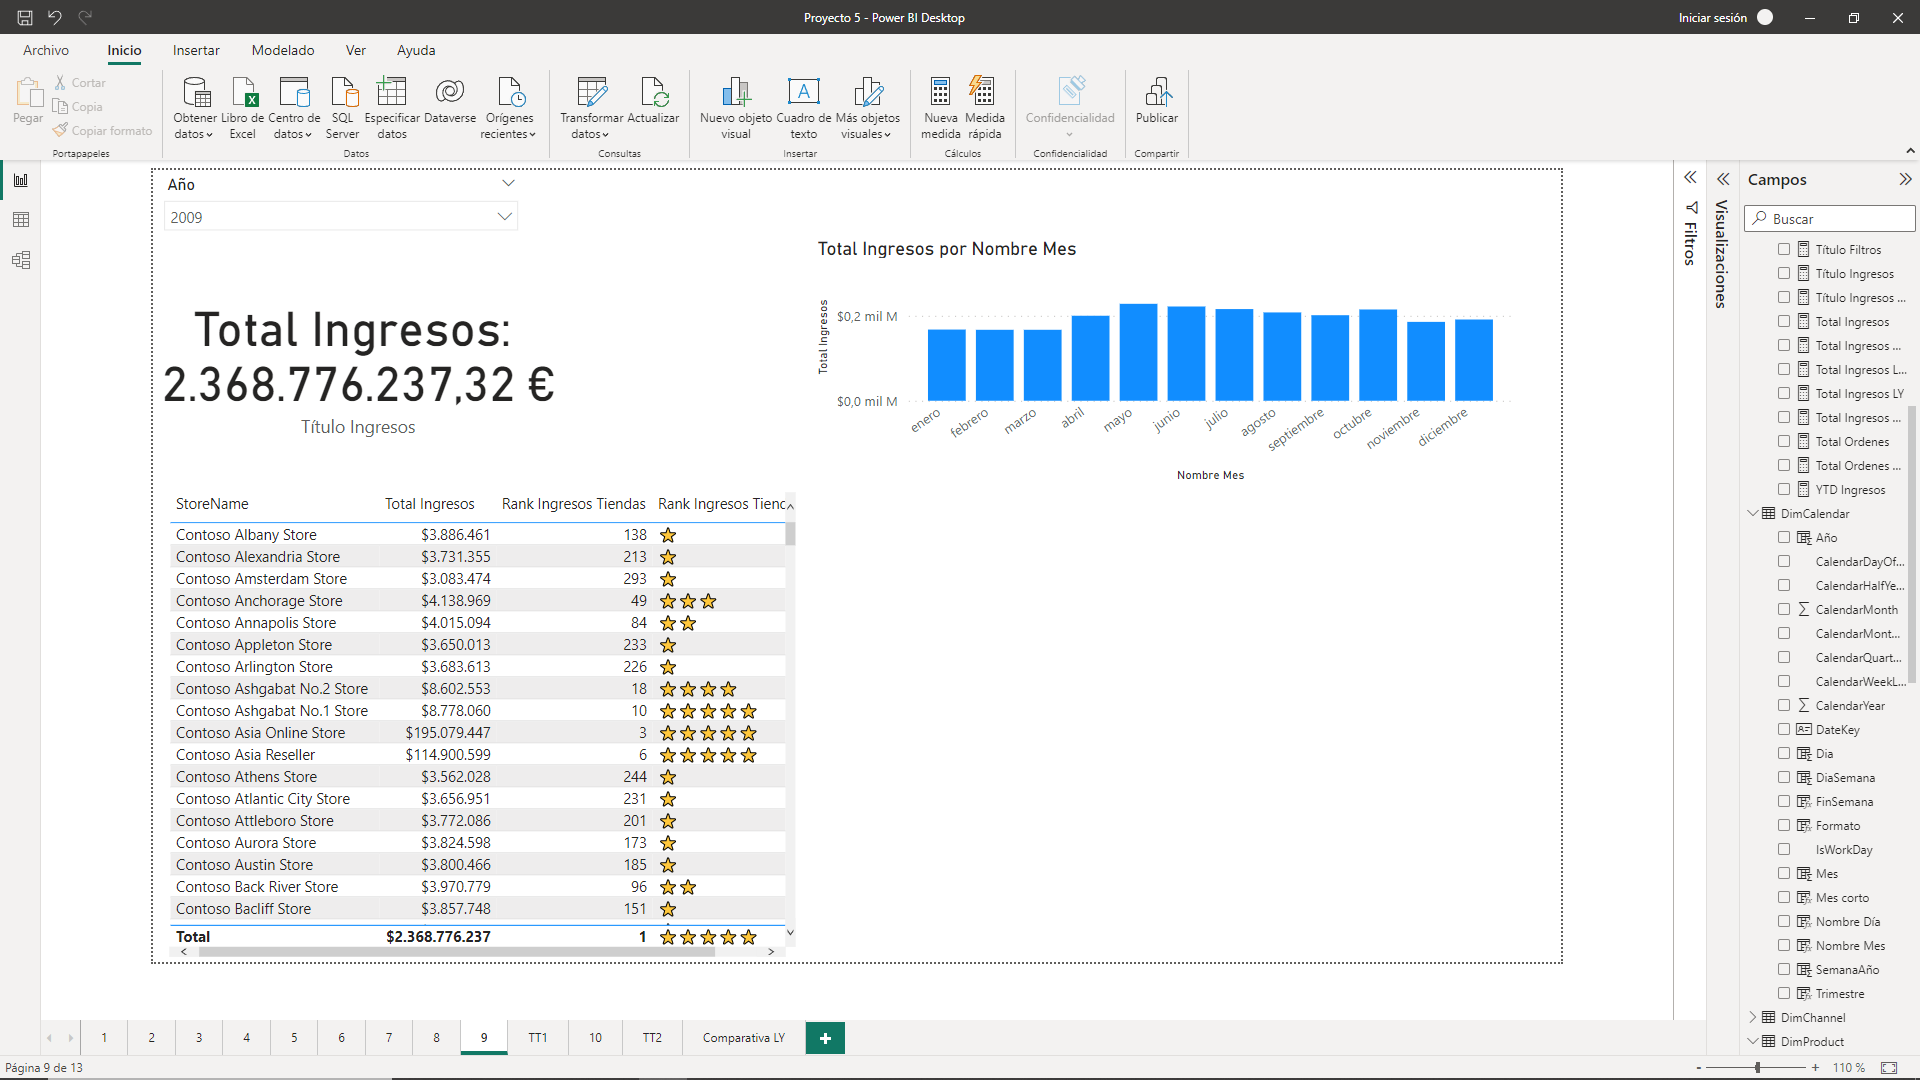 Proyecto 5 - Power BI Desktop
Iniciar sesión
Archivo
Inicio
Insertar
Modelado
Ver
Ayuda
Pegar
Cortar
Copia
Copiar formato
Portapapeles
Obtener datos
Libro de Excel
Centro de datos
SQL Server
Especificar datos
Dataverse
Orígenes recientes
Datos
Transformar datos
Actualizar
Consultas
Nuevo objeto visual
Cuadro de texto
Más objetos visuales
Insertar
Nueva medida
Medida rápida
Cálculos
Confidencialidad
Confidencialidad
Publicar
Compartir
Año
2009
Total Ingresos:
2.368.776.237,32 €
Título Ingresos
Total Ingresos por Nombre Mes
Total Ingresos
$0,2 mil M
$0,0 mil M
enero
febrero
marzo
abril
mayo
junio
julio
agosto
septiembre
octubre
noviembre
diciembre
Nombre Mes
StoreName Total Ingresos Rank Ingresos Tiendas Rank Ingresos Tienc
Contoso Albany Store $3.886.461 138
Contoso Alexandria Store $3.731.355 213
Contoso Amsterdam Store $3.083.474 293
Contoso Anchorage Store $4.138.969 49
Contoso Annapolis Store $4.015.094 84
Contoso Appleton Store $3.650.013 233
Contoso Arlington Store $3.683.613 226
Contoso Ashgabat No.2 Store $8.602.553 18
Contoso Ashgabat No.1 Store $8.778.060 10
Contoso Asia Online Store $195.079.447 3
Contoso Asia Reseller $114.900.599 6
Contoso Athens Store $3.562.028 244
Contoso Atlantic City Store $3.656.951 231
Contoso Attleboro Store $3.772.086 201
Contoso Aurora Store $3.824.598 173
Contoso Austin Store $3.800.466 185
Contoso Back River Store $3.970.779 96
Contoso Bacliff Store $3.857.748 151
Total $2.368.776.237 1
Filtros
Visualizaciones
Campos
Buscar
Título Filtros
Título Ingresos
Título Ingresos ...
Total Ingresos
Total Ingresos ...
Total Ingresos L...
Total Ingresos LY
Total Ingresos ...
Total Ordenes
Total Ordenes ...
YTD Ingresos
DimCalendar
Año
CalendarDayOf...
CalendarHalfYe...
CalendarMonth
CalendarMont...
CalendarQuart...
CalendarWeekL...
CalendarYear
DateKey
Dia
DiaSemana
FinSemana
Formato
IsWorkDay
Mes
Mes corto
Nombre Día
Nombre Mes
SemanaAño
Trimestre
DimChannel
DimProduct
1
2
3
4
5
6
7
8
9
TT1
10
TT2
Comparativa LY
Página 9 de 13
110 %